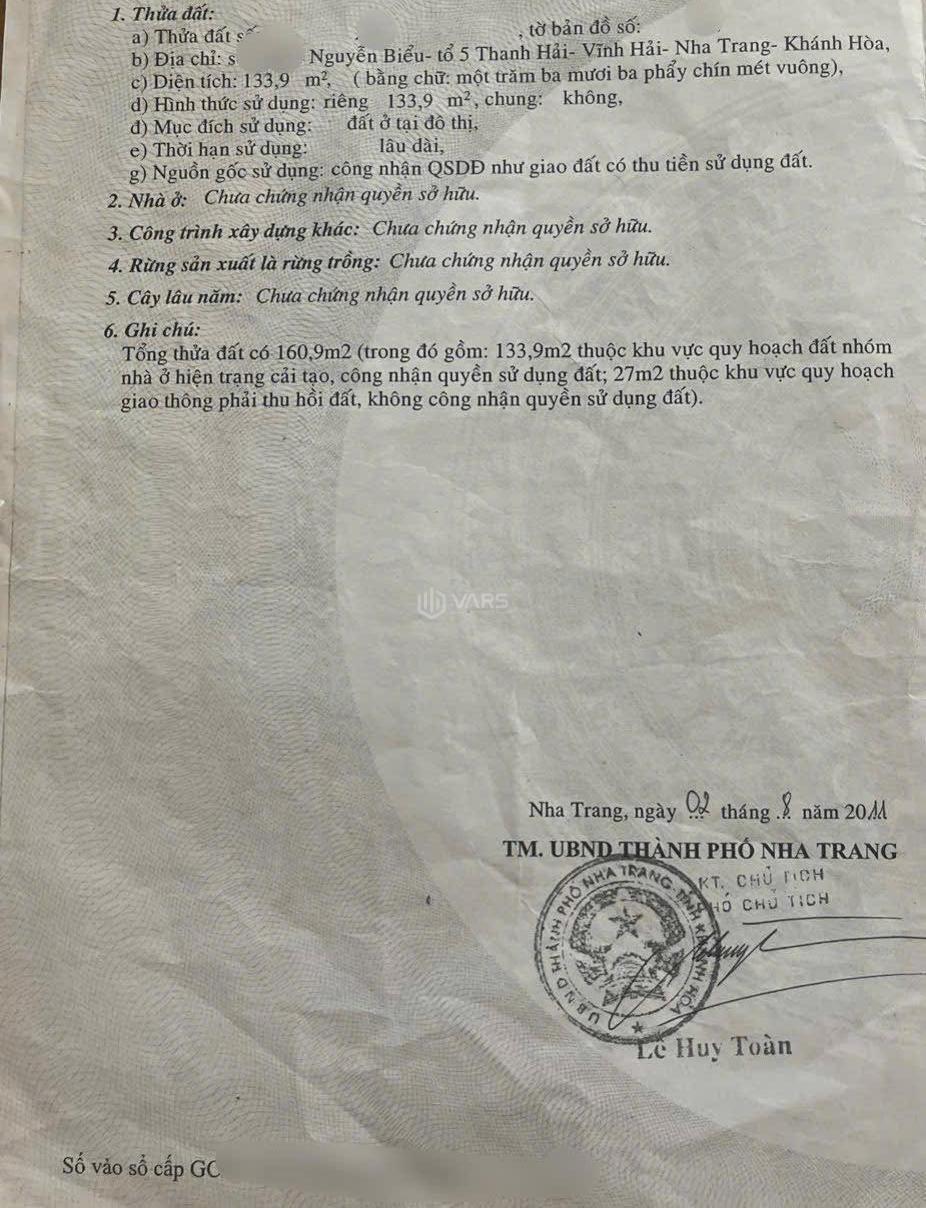 1. Thửa đất:
a) Thửa đất s , tờ bản đồ số:
b) Địa chỉ: s Nguyễn Biểu- tổ 5 Thanh Hải- Vĩnh Hải- Nha Trang- Khánh Hòa,
c) Diện tích: 133,9 m², ( bằng chữ: một trăm ba mươi ba phẩy chín mét vuông),
d) Hình thức sử dụng: riêng 133,9 m², chung: không,
đ) Mục đích sử dụng: đất ở tại đô thị,
e) Thời hạn sử dụng: lâu dài,
g) Nguồn gốc sử dụng: công nhận QSDĐ như giao đất có thu tiền sử dụng đất.
2. Nhà ở: Chưa chứng nhận quyền sở hữu.
3. Công trình xây dựng khác: Chưa chứng nhận quyền sở hữu.
4. Rừng sản xuất là rừng trồng: Chưa chứng nhận quyền sở hữu.
5. Cây lâu năm: Chưa chứng nhận quyền sở hữu.
6. Ghi chú:
Tổng thửa đất có 160,9m2 (trong đó gồm: 133,9m2 thuộc khu vực quy hoạch đất nhóm
nhà ở hiện trạng cải tạo, công nhận quyền sử dụng đất; 27m2 thuộc khu vực quy hoạch
giao thông phải thu hồi đất, không công nhận quyền sử dụng đất).
VARS
Nha Trang, ngày 02 tháng 8 năm 2011
TM. UBND THÀNH PHỐ NHA TRANG
KT. CHỦ TỊCH
PHÓ CHỦ TỊCH
U.B.N.D THÀNH PHỐ NHA TRANG. TỈNH KHÁNH HÒA
Lê Huy Toàn
Số vào sổ cấp GC